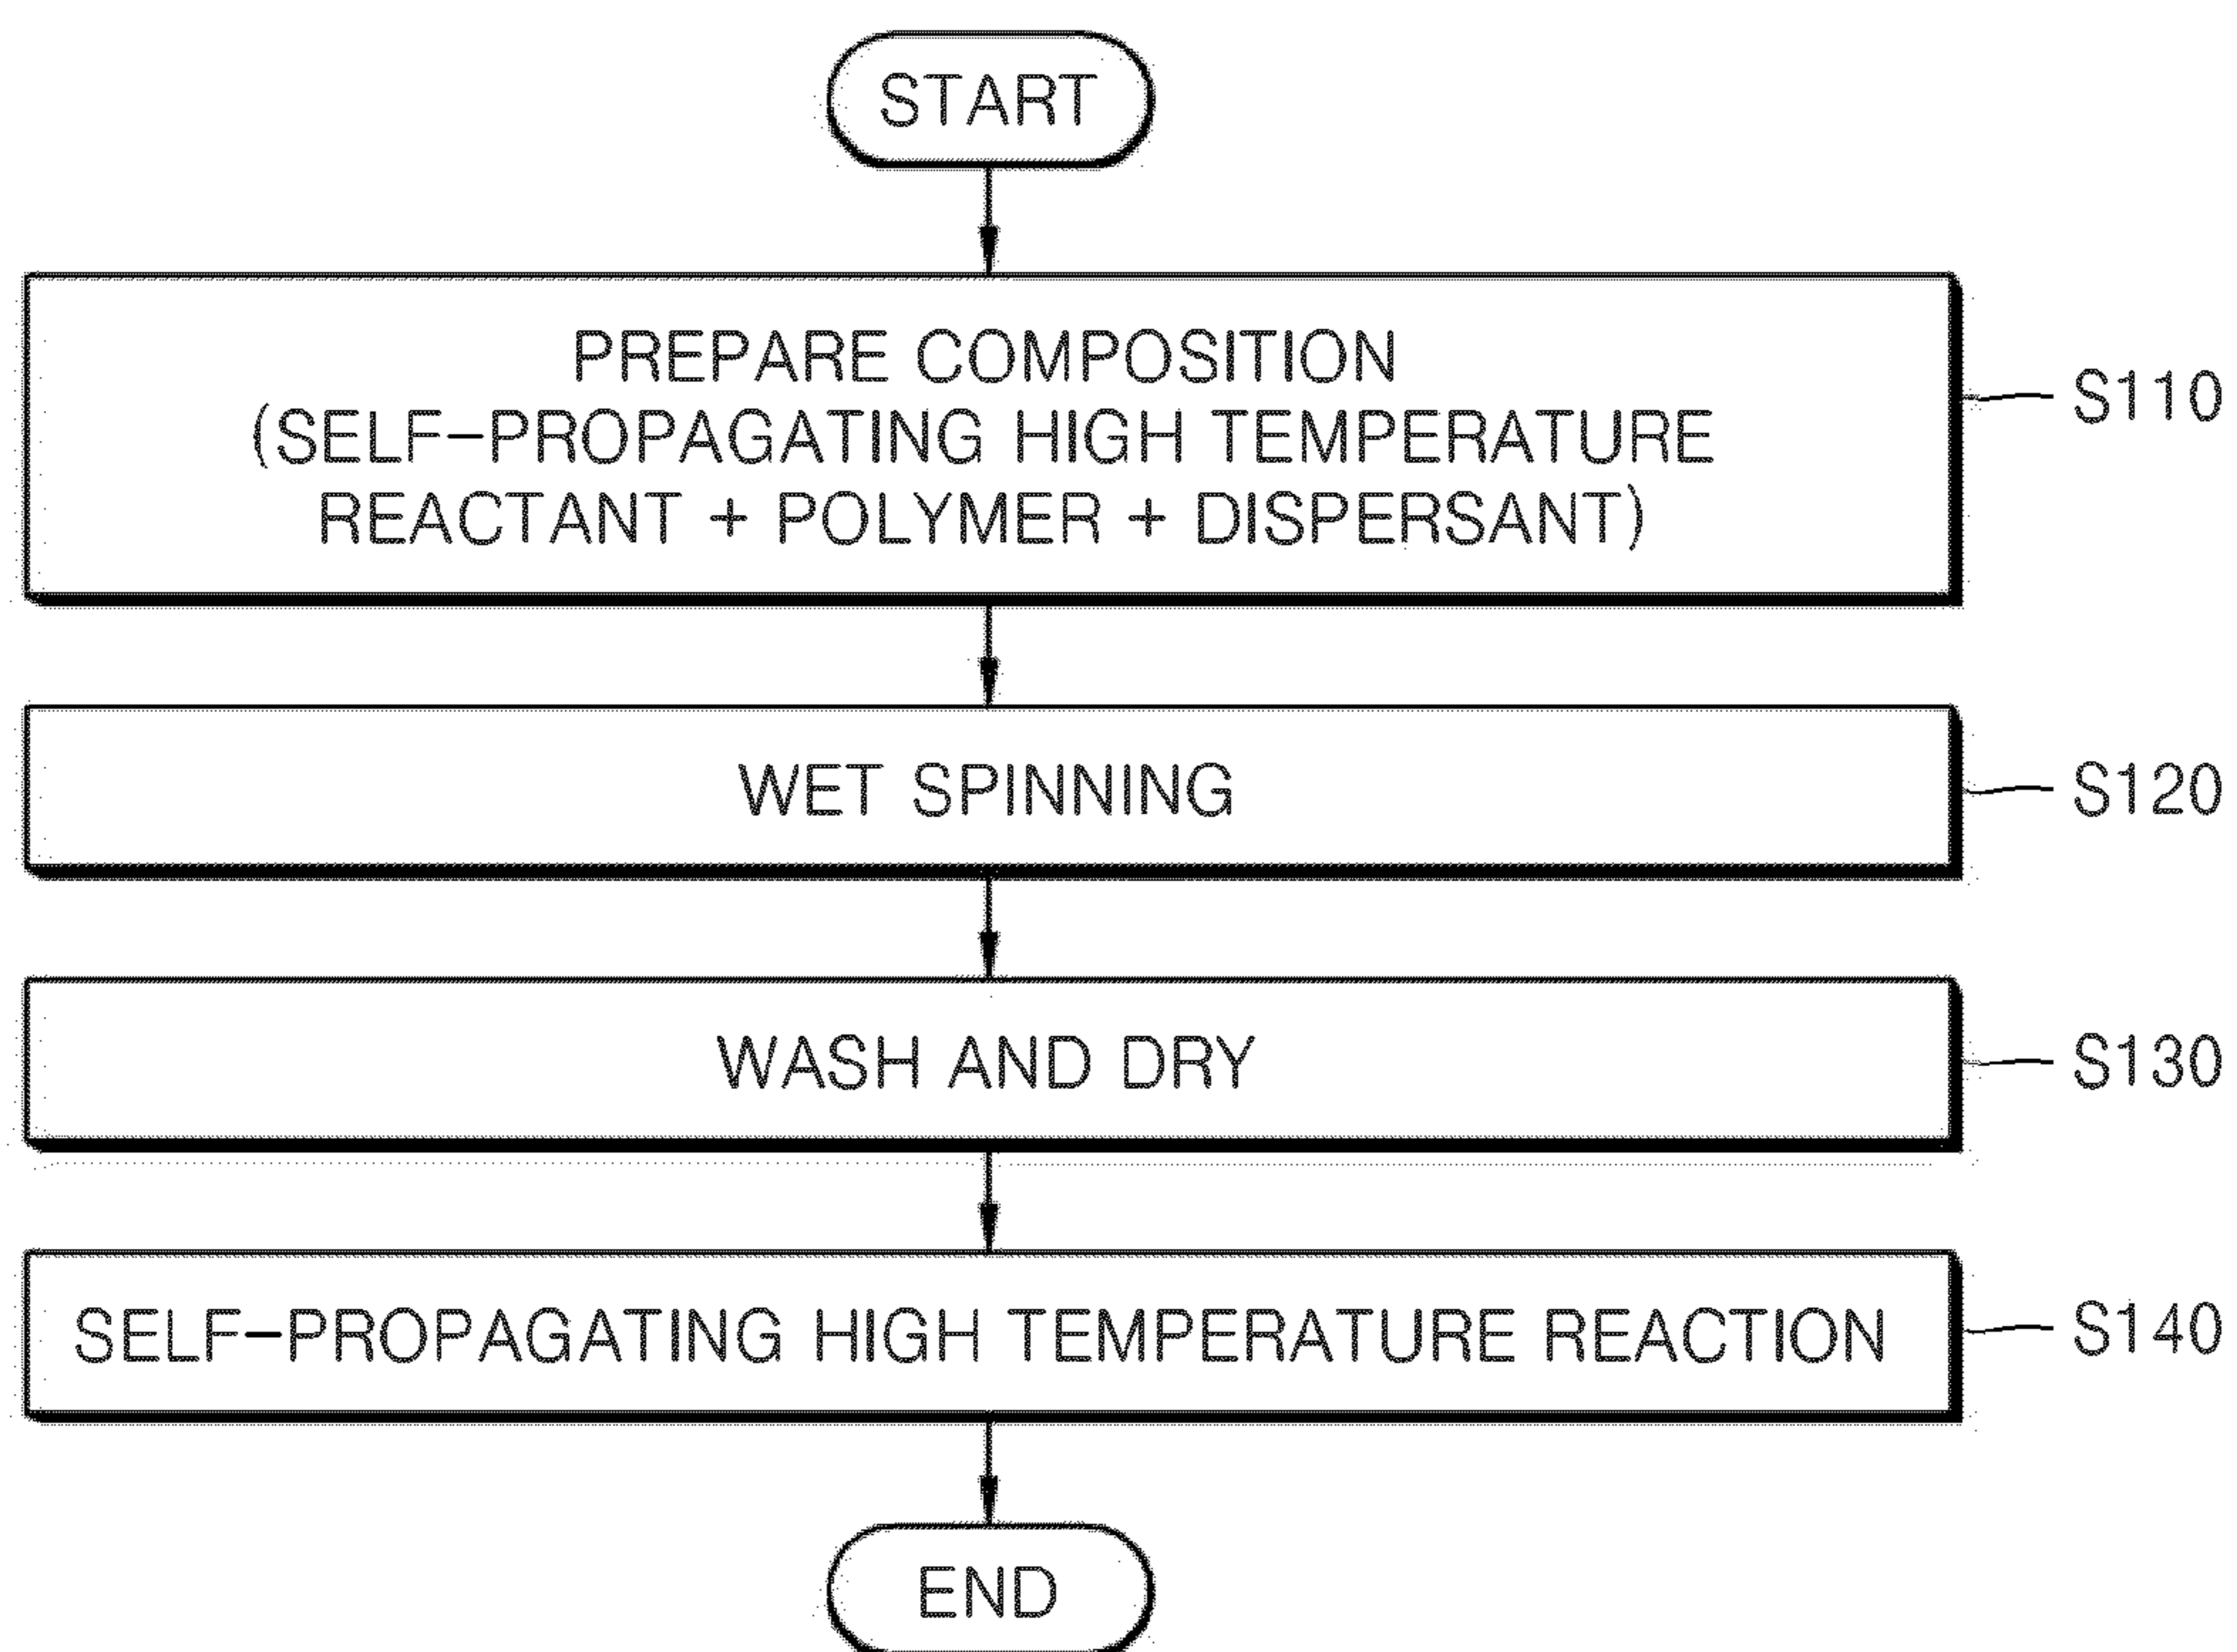 START
PREPARE COMPOSITION
(SELF-PROPAGATING HIGH TEMPERATURE
REACTANT + POLYMER + DISPERSANT)
S110
WET SPINNING
S120
WASH AND DRY
S130
SELF-PROPAGATING HIGH TEMPERATURE REACTION
S140
END